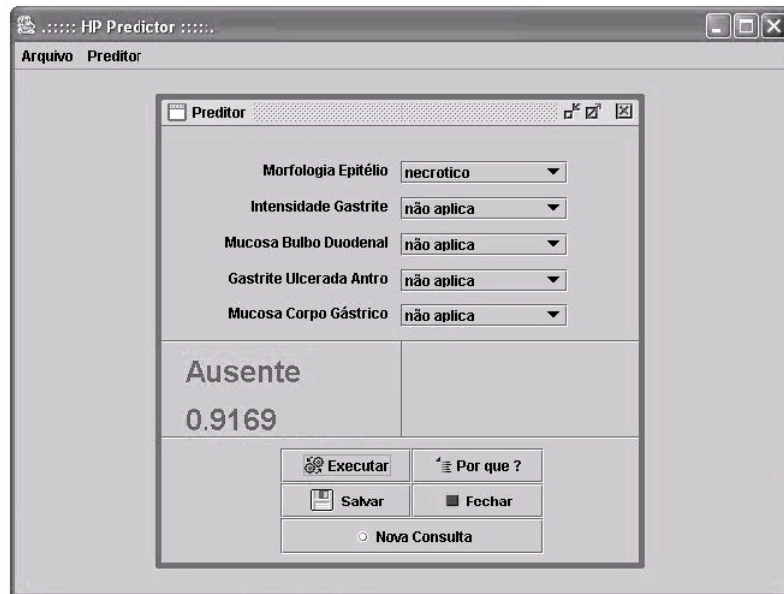 .::::: HP Predictor :::::.
Arquivo Preditor
Preditor
Morfologia Epitélio necrotico
Intensidade Gastrite não aplica
Mucosa Bulbo Duodenal não aplica
Gastrite Ulcerada Antro não aplica
Mucosa Corpo Gástrico não aplica
Ausente
0.9169
Executar Por que ?
Salvar Fechar
Nova Consulta